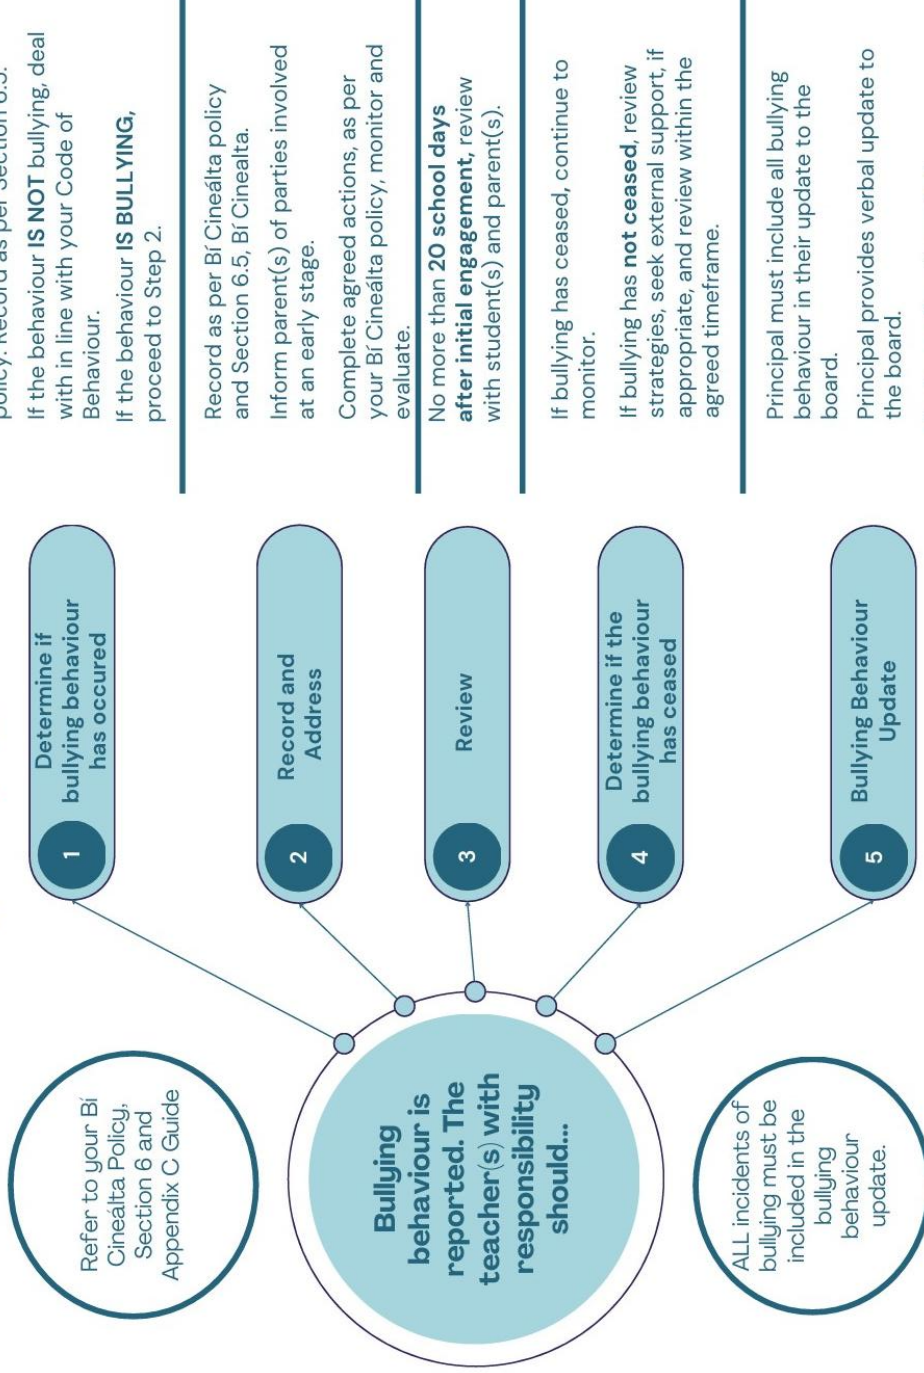 Refer to your Bí
Cineálta Policy,
Section 6 and
Appendix C Guide
Bullying
behaviour is
reported. The
teacher(s) with
responsibility
should...
ALL incidents of
bullying must be
included in the
bullying
behaviour
update.
1
Determine if
bullying behaviour
has occured
policy. Record as per Section 6.5.
If the behaviour IS NOT bullying, deal
with in line with your Code of
Behaviour.
If the behaviour IS BULLYING,
proceed to Step 2.
2
Record and
Address
Record as per Bí Cineálta policy
and Section 6.5, Bí Cinealta.
Inform parent(s) of parties involved
at an early stage.
Complete agreed actions, as per
your Bí Cineálta policy, monitor and
evaluate.
3
Review
No more than 20 school days
after initial engagement, review
with student(s) and parent(s).
4
Determine if the
bullying behaviour
has ceased
If bullying has ceased, continue to
monitor.
If bullying has not ceased, review
strategies, seek external support, if
appropriate, and review within the
agreed timeframe.
5
Bullying Behaviour
Update
Principal must include all bullying
behaviour in their update to the
board.
Principal provides verbal update to
the board.